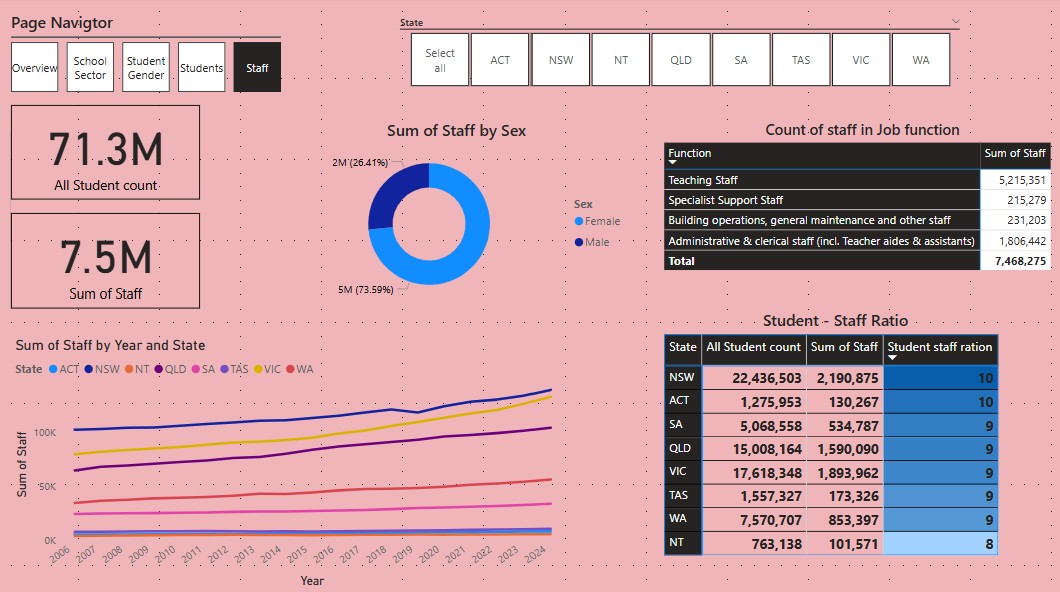 Page Navigtor
Overview
School
Sector
Student
Gender
Students
Staff
State
Select
all
ACT
NSW
NT
QLD
SA
TAS
VIC
WA
71.3M
All Student count
7.5M
Sum of Staff
Sum of Staff by Sex
2M (26.41%)
5M (73.59%)
Sex
Female
Male
Count of staff in Job function
Function Sum of Staff
Teaching Staff 5,215,351
Specialist Support Staff 215,279
Building operations, general maintenance and other staff 231,203
Administrative & clerical staff (incl. Teacher aides & assistants) 1,806,442
Total 7,468,275
Sum of Staff by Year and State
State ACT NSW NT QLD SA TAS VIC WA
Sum of Staff
100K
50K
0K
2006 2007 2008 2009 2010 2011 2012 2013 2014 2015 2016 2017 2018 2019 2020 2021 2022 2023 2024
Year
Student - Staff Ratio
State All Student count Sum of Staff Student staff ration
NSW 22,436,503 2,190,875 10
ACT 1,275,953 130,267 10
SA 5,068,558 534,787 9
QLD 15,008,164 1,590,090 9
VIC 17,618,348 1,893,962 9
TAS 1,557,327 173,326 9
WA 7,570,707 853,397 9
NT 763,138 101,571 8